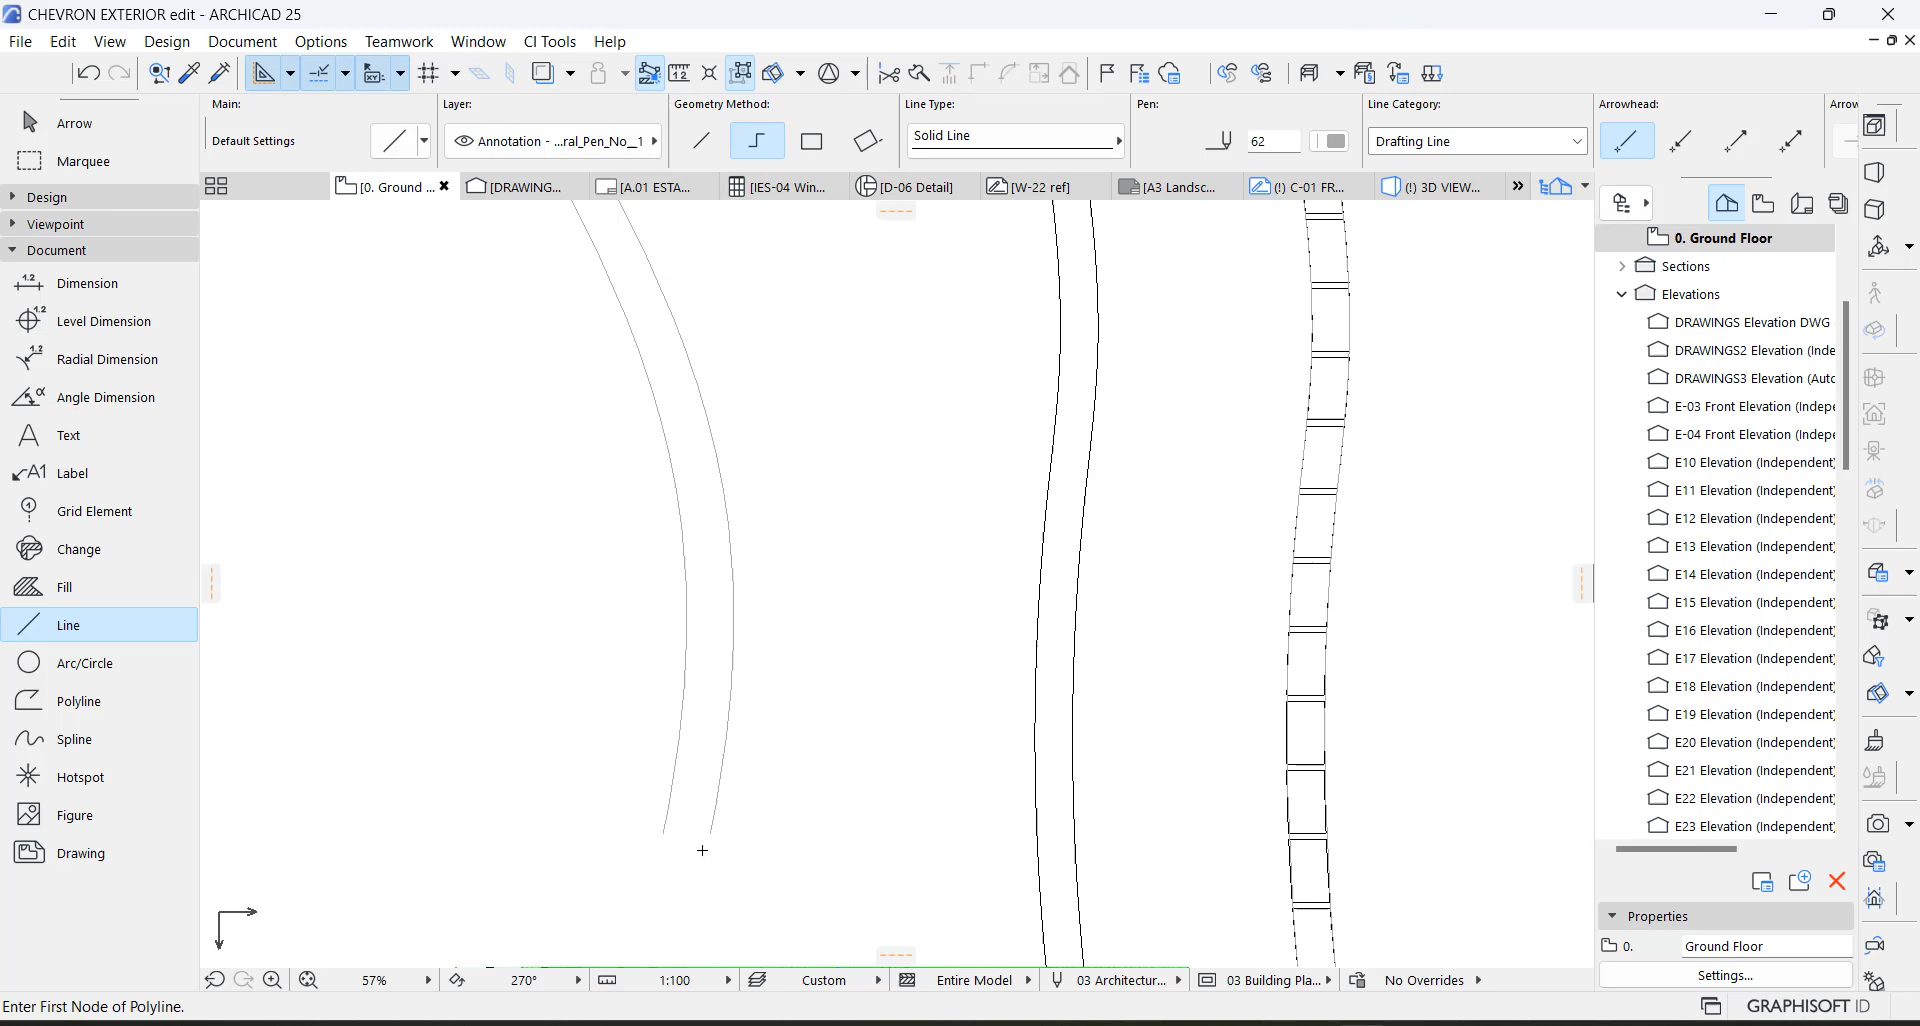 CHEVRON EXTERIOR edit - ARCHICAD 25
File Edit View Design Document Options Teamwork Window CI Tools Help
Main: Layer: Geometry Method: Line Type: Pen: Line Category: Arrowhead: Arrow
Default Settings
Annotation - ...ral_Pen_No_1
Solid Line
62
Drafting Line
Arrow
Marquee
Design
Viewpoint
Document
Dimension
Level Dimension
Radial Dimension
Angle Dimension
Text
Label
Grid Element
Change
Fill
Line
Arc/Circle
Polyline
Spline
Hotspot
Figure
Drawing
[0. Ground ... [DRAWING... [A.01 ESTA... [IES-04 Win... [D-06 Detail] [W-22 ref] [A3 Landsc... (!) C-01 FR... (!) 3D VIEW...
0. Ground Floor
Sections
Elevations
DRAWINGS Elevation DWG
DRAWINGS2 Elevation (Inde
DRAWINGS3 Elevation (Auto
E-03 Front Elevation (Indepe
E-04 Front Elevation (Indepe
E10 Elevation (Independent)
E11 Elevation (Independent)
E12 Elevation (Independent)
E13 Elevation (Independent)
E14 Elevation (Independent)
E15 Elevation (Independent)
E16 Elevation (Independent)
E17 Elevation (Independent)
E18 Elevation (Independent)
E19 Elevation (Independent)
E20 Elevation (Independent)
E21 Elevation (Independent)
E22 Elevation (Independent)
E23 Elevation (Independent)
Properties
0. Ground Floor
Settings...
57% 270° 1:100 Custom Entire Model 03 Architectur... 03 Building Pla... No Overrides
Enter First Node of Polyline.
GRAPHISOFT ID